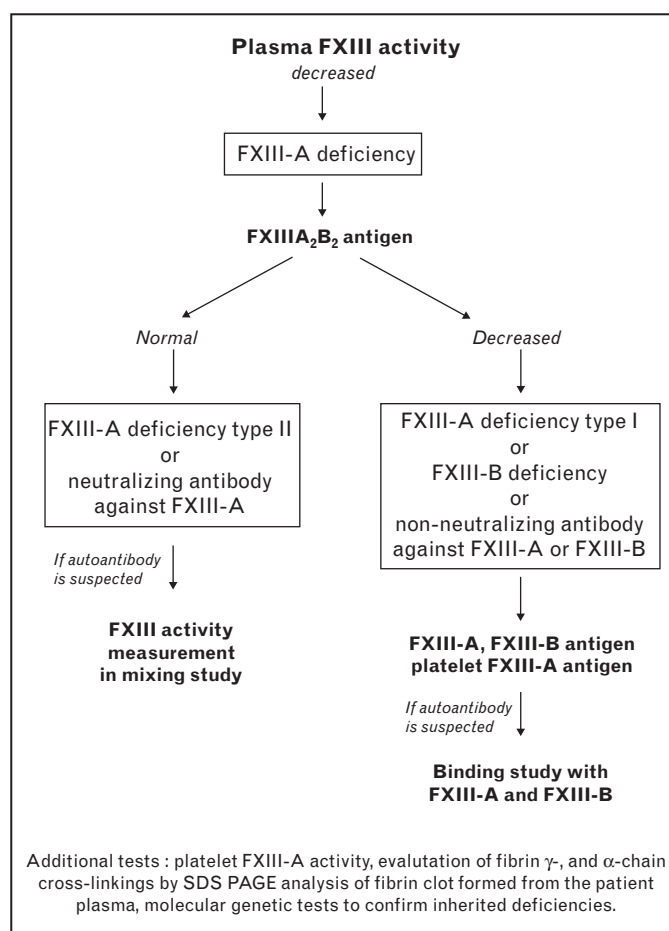 Plasma FXIII activity
decreased
FXIII-A deficiency
FXIIIA₂B₂ antigen
Normal
Decreased
FXIII-A deficiency type II
or
neutralizing antibody
against FXIII-A
FXIII-A deficiency type I
or
FXIII-B deficiency
or
non-neutralizing antibody
against FXIII-A or FXIII-B
If autoantibody
is suspected
FXIII activity
measurement
in mixing study
FXIII-A, FXIII-B antigen
platelet FXIII-A antigen
If autoantibody
is suspected
Binding study with
FXIII-A and FXIII-B
Additional tests : platelet FXIII-A activity, evalutation of fibrin γ-, and α-chain
cross-linkings by SDS PAGE analysis of fibrin clot formed from the patient
plasma, molecular genetic tests to confirm inherited deficiencies.